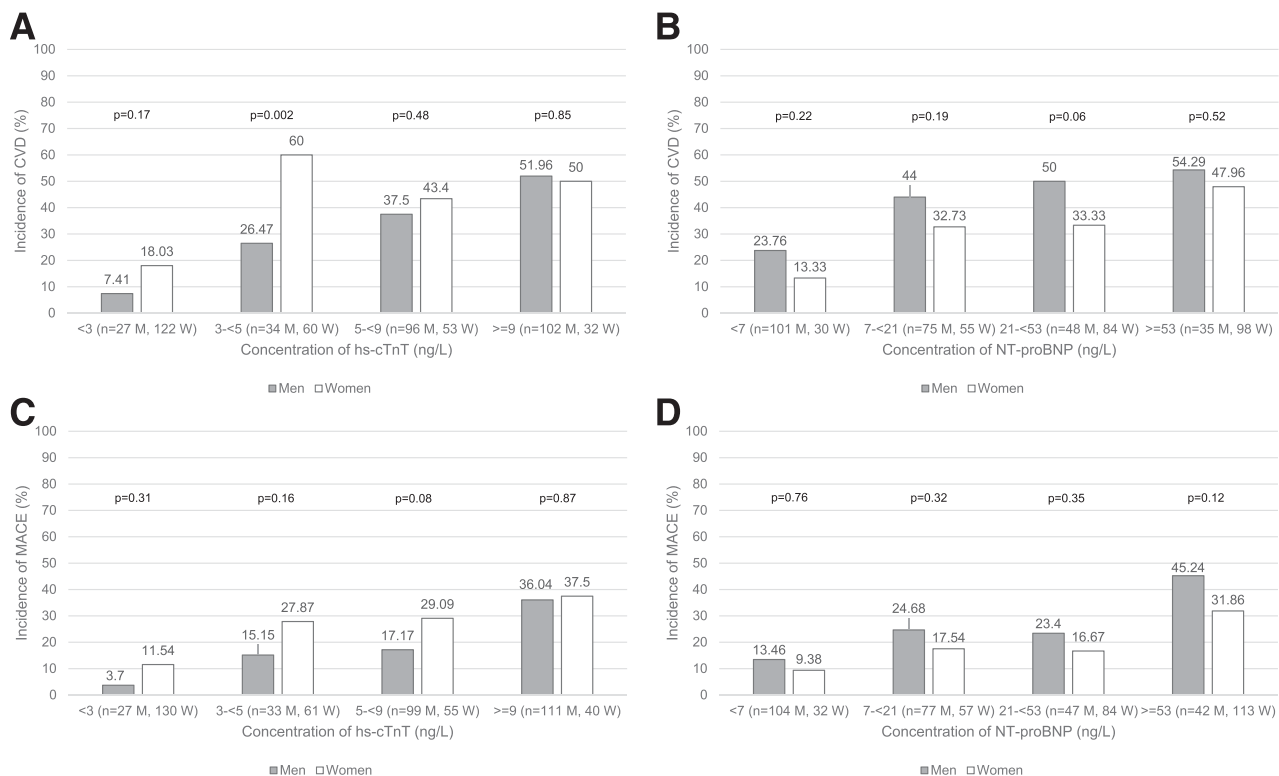 A
Incidence of CVD (%)
100
90
80
70
60
50
40
30
20
10
0
p=0.17 p=0.002 p=0.48 p=0.85
7.41 18.03 26.47 60 37.5 43.4 51.96 50
<3 (n=27 M, 122 W) 3-<5 (n=34 M, 60 W) 5-<9 (n=96 M, 53 W) >=9 (n=102 M, 32 W)
Concentration of hs-cTnT (ng/L)
Men Women
B
Incidence of CVD (%)
100
90
80
70
60
50
40
30
20
10
0
p=0.22 p=0.19 p=0.06 p=0.52
23.76 13.33 44 32.73 50 33.33 54.29 47.96
<7 (n=101 M, 30 W) 7-<21 (n=75 M, 55 W) 21-<53 (n=48 M, 84 W) >=53 (n=35 M, 98 W)
Concentration of NT-proBNP (ng/L)
Men Women
C
Incidence of MACE (%)
100
90
80
70
60
50
40
30
20
10
0
p=0.31 p=0.16 p=0.08 p=0.87
3.7 11.54 15.15 27.87 17.17 29.09 36.04 37.5
<3 (n=27 M, 130 W) 3-<5 (n=33 M, 61 W) 5-<9 (n=99 M, 55 W) >=9 (n=111 M, 40 W)
Concentration of hs-cTnT (ng/L)
Men Women
D
Incidence of MACE (%)
100
90
80
70
60
50
40
30
20
10
0
p=0.76 p=0.32 p=0.35 p=0.12
13.46 9.38 24.68 17.54 23.4 16.67 45.24 31.86
<7 (n=104 M, 32 W) 7-<21 (n=77 M, 57 W) 21-<53 (n=47 M, 84 W) >=53 (n=42 M, 113 W)
Concentration of NT-proBNP (ng/L)
Men Women